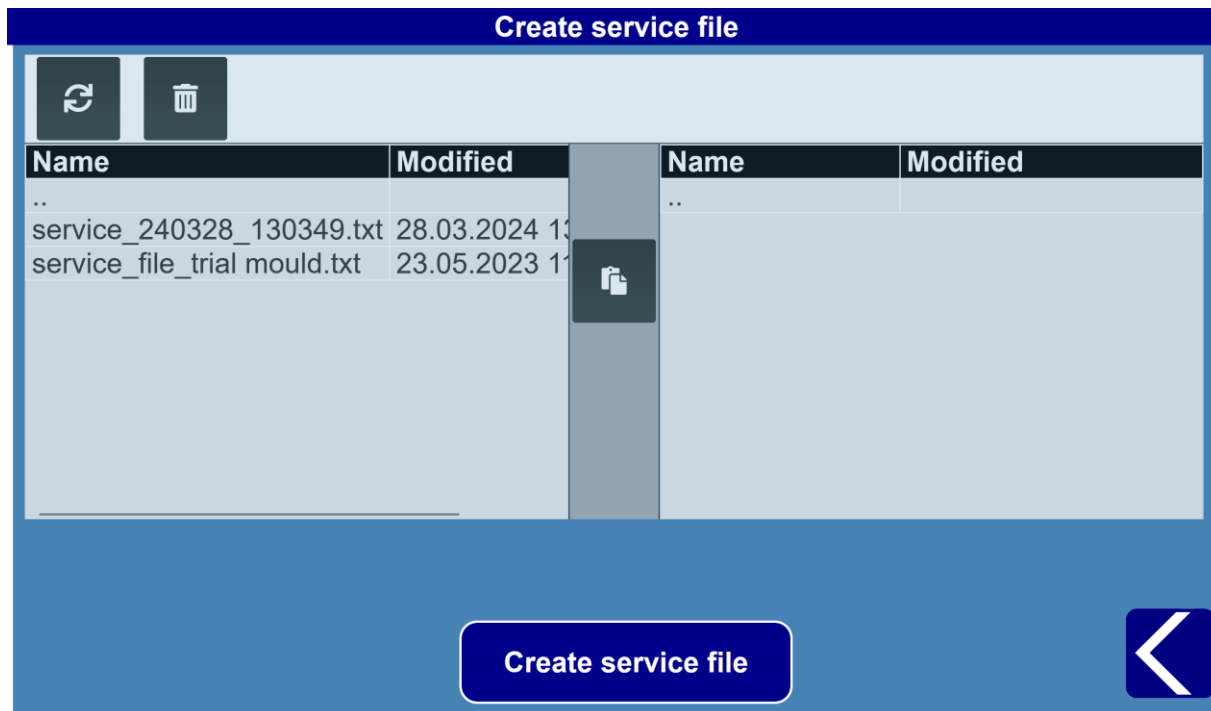 Create service file
Name Modified Name Modified
.. ..
service_240328_130349.txt 28.03.2024
service_file_trial mould.txt 23.05.2023
Create service file